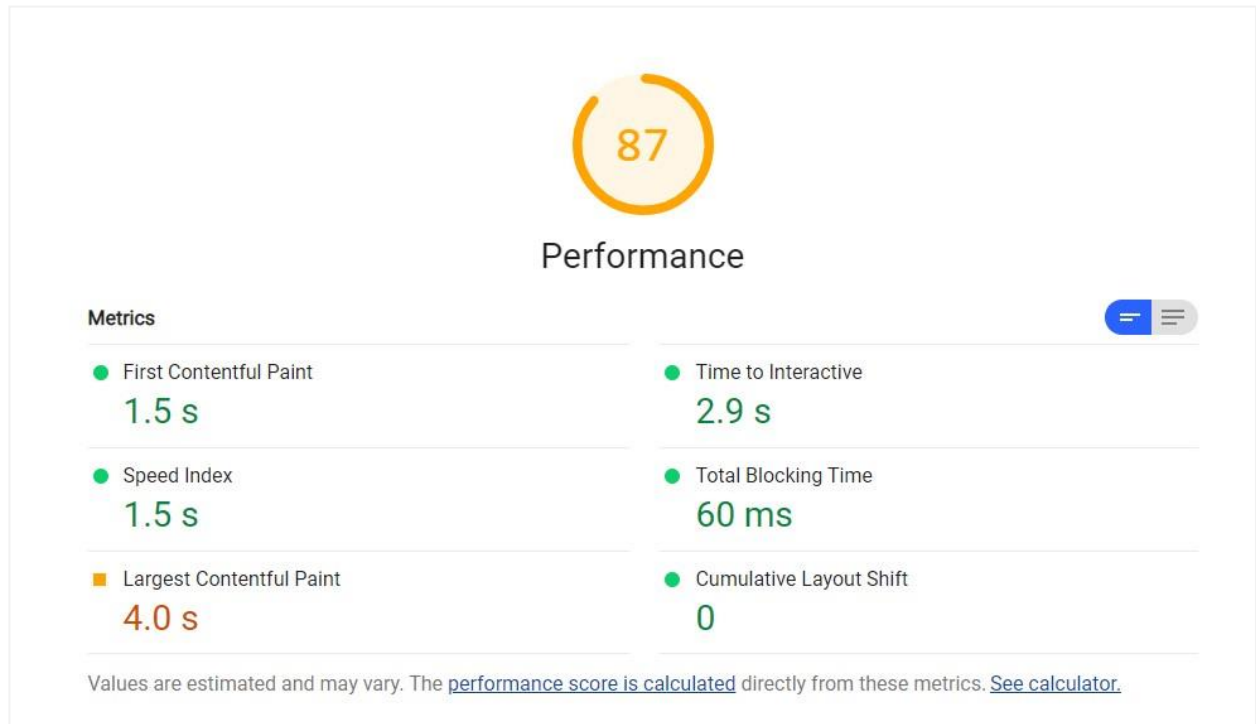 87
Performance
Metrics
First Contentful Paint
1.5 s
Time to Interactive
2.9 s
Speed Index
1.5 s
Total Blocking Time
60 ms
Largest Contentful Paint
4.0 s
Cumulative Layout Shift
0
Values are estimated and may vary. The performance score is calculated directly from these metrics. See calculator.